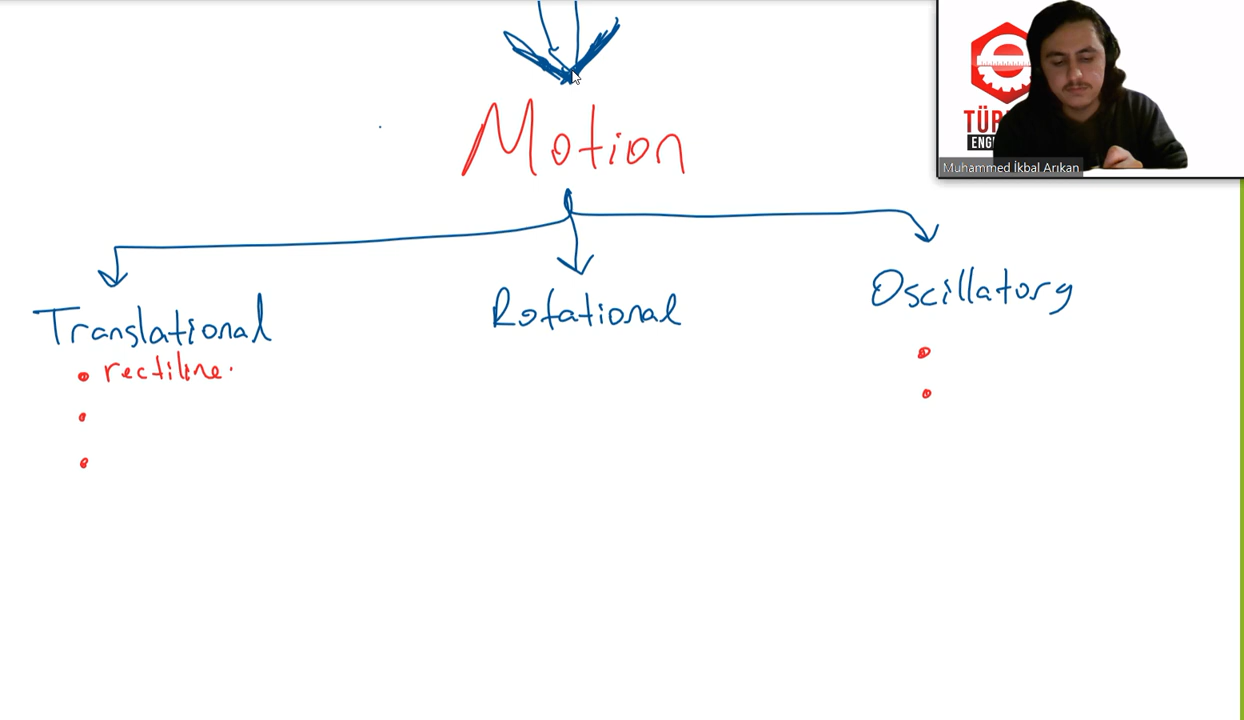 Motion
Translational
Rotational
Oscillatory
rectiline.
Muhammed İkbal Arıkan